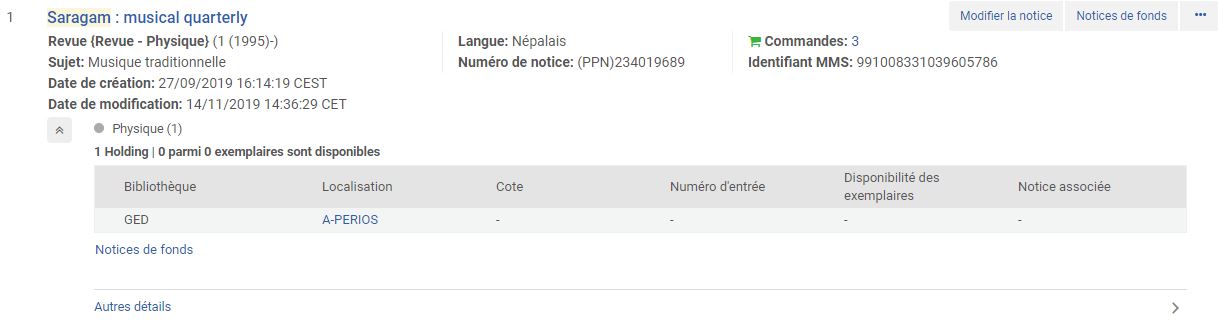 1
Saragam : musical quarterly
Modifier la notice
Notices de fonds
•••
Revue {Revue - Physique} (1 (1995)-)
Langue: Népalais
Commandes: 3
Sujet: Musique traditionnelle
Numéro de notice: (PPN)234019689
Identifiant MMS: 991008331039605786
Date de création: 27/09/2019 16:14:19 CEST
Date de modification: 14/11/2019 14:36:29 CET
Physique (1)
1 Holding | 0 parmi 0 exemplaires sont disponibles
Bibliothèque Localisation Cote Numéro d'entrée Disponibilité des exemplaires Notice associée
GED A-PERIOS - - - -
Notices de fonds
Autres détails